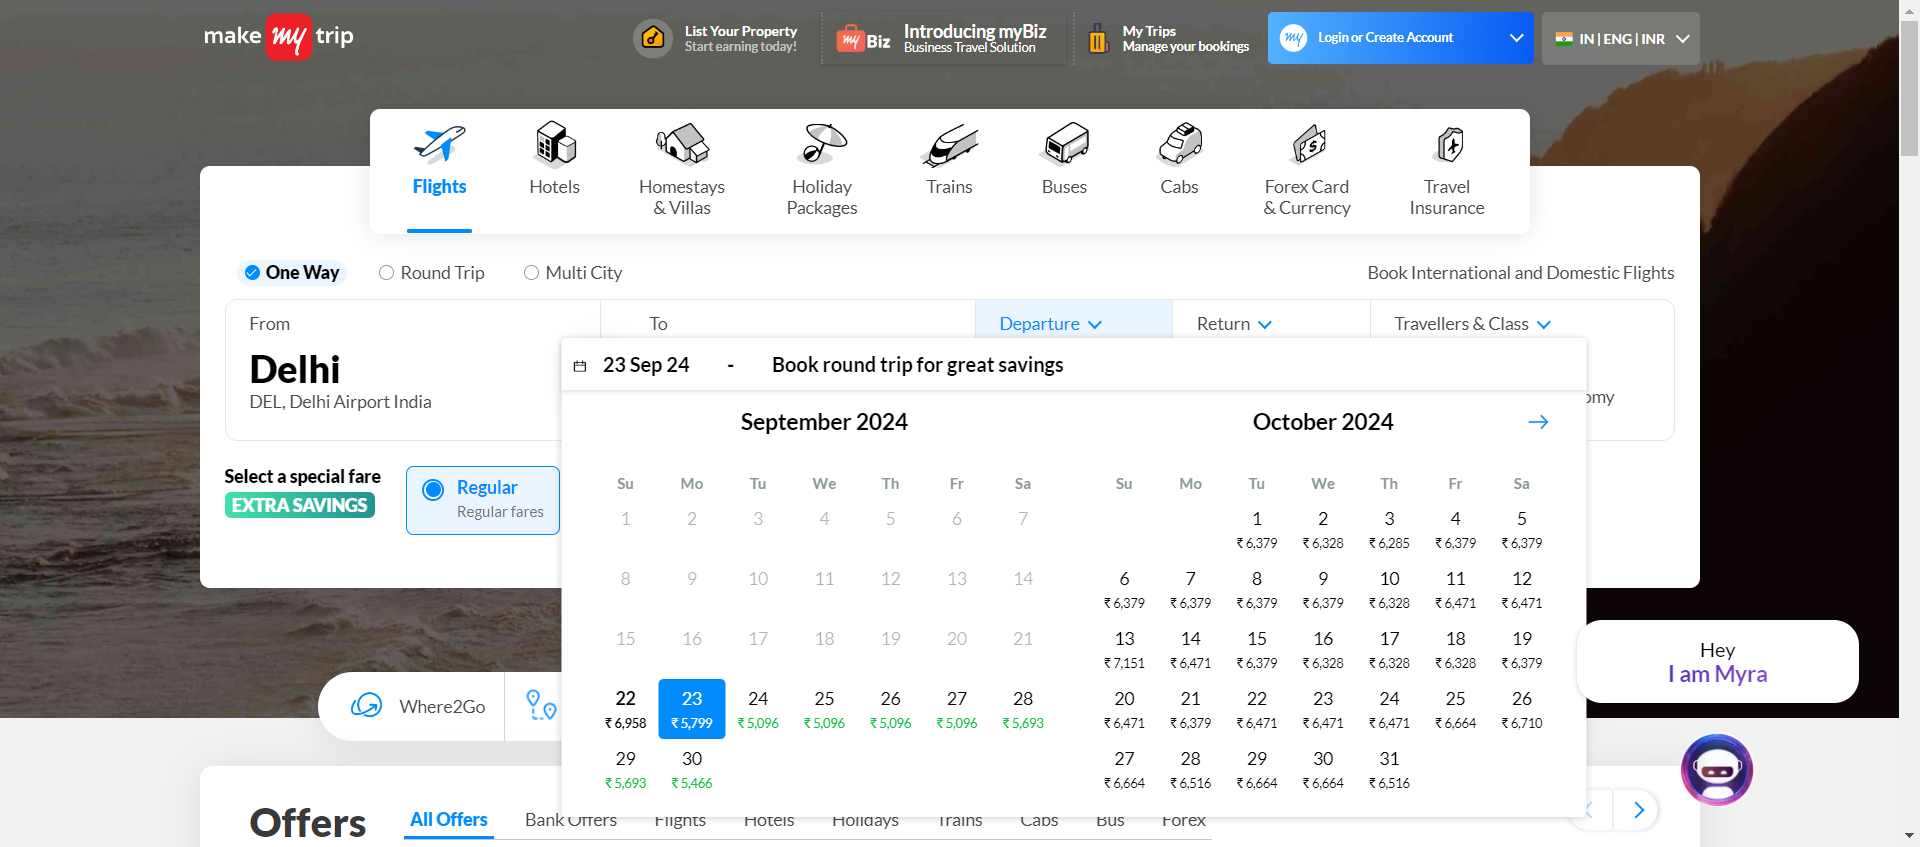 make my trip
List Your Property
Start earning today!
my Biz
Introducing myBiz
Business Travel Solution
My Trips
Manage your bookings
my Login or Create Account
IN | ENG | INR
Flights
Hotels
Homestays
& Villas
Holiday
Packages
Trains
Buses
Cabs
Forex Card
& Currency
Travel
Insurance
One Way
Round Trip
Multi City
Book International and Domestic Flights
From
To
Departure
Return
Travellers & Class
Delhi
DEL, Delhi Airport India
23 Sep 24 - Book round trip for great savings
September 2024
October 2024
Select a special fare
EXTRA SAVINGS
Regular
Regular fares
Su Mo Tu We Th Fr Sa
1 2 3 4 5 6 7
8 9 10 11 12 13 14
15 16 17 18 19 20 21
22 23 24 25 26 27 28
₹ 6,958 ₹ 5,799 ₹ 5,096 ₹ 5,096 ₹ 5,096 ₹ 5,096 ₹ 5,693
29 30
₹ 5,693 ₹ 5,466
Su Mo Tu We Th Fr Sa
1 2 3 4 5
₹ 6,379 ₹ 6,328 ₹ 6,285 ₹ 6,379 ₹ 6,379
6 7 8 9 10 11 12
₹ 6,379 ₹ 6,379 ₹ 6,379 ₹ 6,379 ₹ 6,328 ₹ 6,471 ₹ 6,471
13 14 15 16 17 18 19
₹ 7,151 ₹ 6,471 ₹ 6,379 ₹ 6,328 ₹ 6,328 ₹ 6,328 ₹ 6,379
20 21 22 23 24 25 26
₹ 6,471 ₹ 6,379 ₹ 6,471 ₹ 6,471 ₹ 6,471 ₹ 6,664 ₹ 6,710
27 28 29 30 31
₹ 6,664 ₹ 6,516 ₹ 6,664 ₹ 6,664 ₹ 6,516
Hey
I am Myra
Where2Go
Offers
All Offers
Bank Offers
Flights
Hotels
Holidays
Trains
Cabs
Bus
Forex